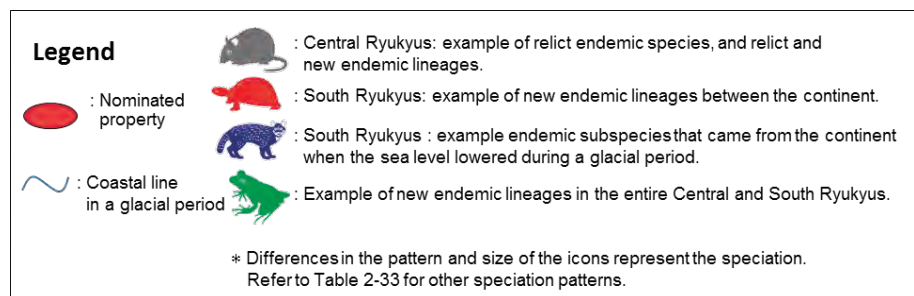 Legend
: Central Ryukyus: example of relict endemic species, and relict and
new endemic lineages.
: South Ryukyus: example of new endemic lineages between the continent.
: Nominated
property
: South Ryukyus : example endemic subspecies that came from the continent
when the sea level lowered during a glacial period.
: Coastal line
in a glacial period
: Example of new endemic lineages in the entire Central and South Ryukyus.
* Differences in the pattern and size of the icons represent the speciation.
Refer to Table 2-33 for other speciation patterns.